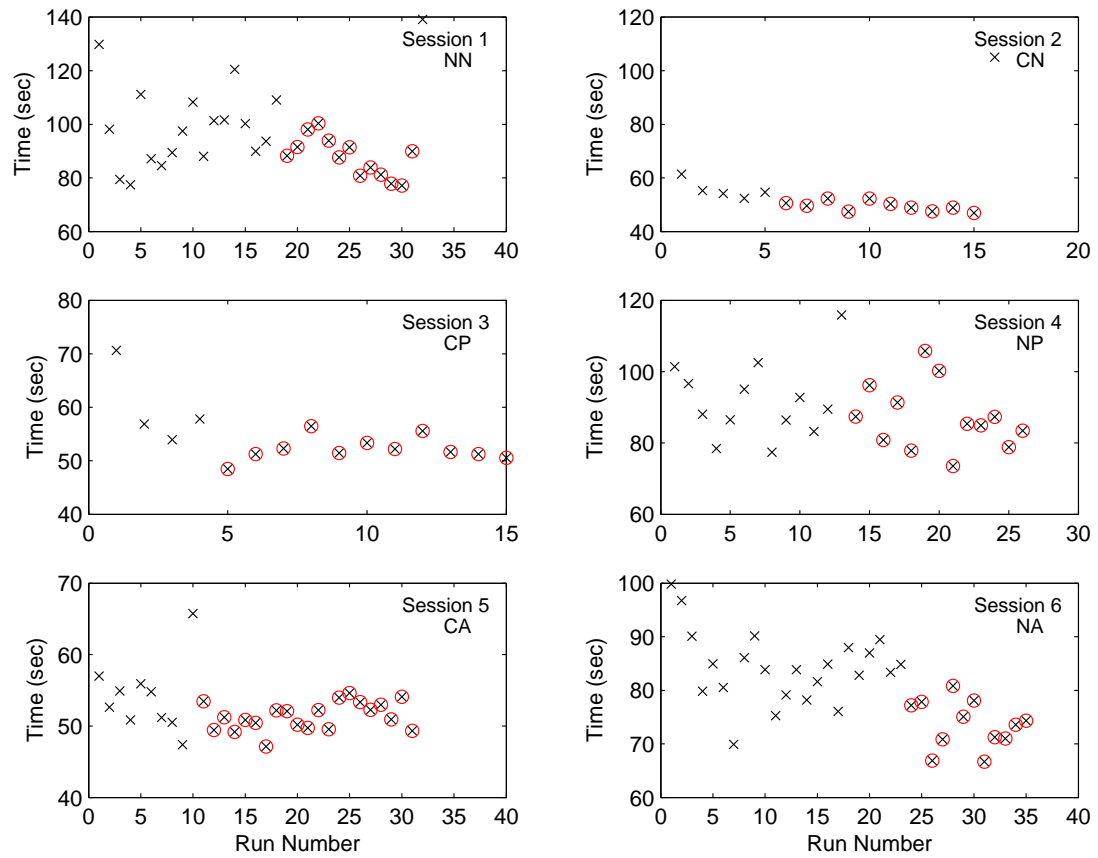 Session 1
NN
Time (sec)
140
120
100
80
60
0 5 10 15 20 25 30 35 40
Session 2
CN
Time (sec)
120
100
80
60
40
0 5 10 15 20
Session 3
CP
Time (sec)
80
70
60
50
40
0 5 10 15
Session 4
NP
Time (sec)
120
100
80
60
0 5 10 15 20 25 30
Session 5
CA
Time (sec)
70
60
50
40
0 5 10 15 20 25 30 35 40
Run Number
Session 6
NA
Time (sec)
100
90
80
70
60
0 5 10 15 20 25 30 35 40
Run Number